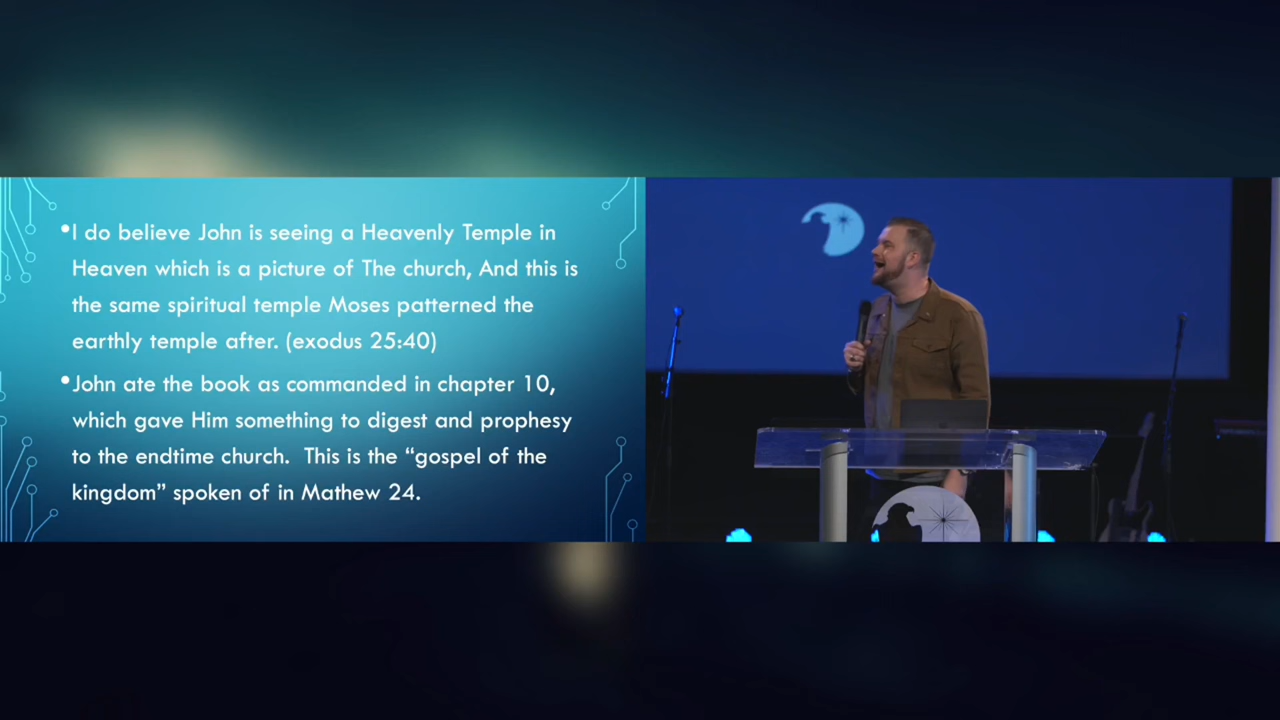 •I do believe John is seeing a Heavenly Temple in
Heaven which is a picture of The church, And this is
the same spiritual temple Moses patterned the
earthly temple after. (exodus 25:40)
•John ate the book as commanded in chapter 10,
which gave Him something to digest and prophesy
to the endtime church.  This is the “gospel of the
kingdom” spoken of in Mathew 24.